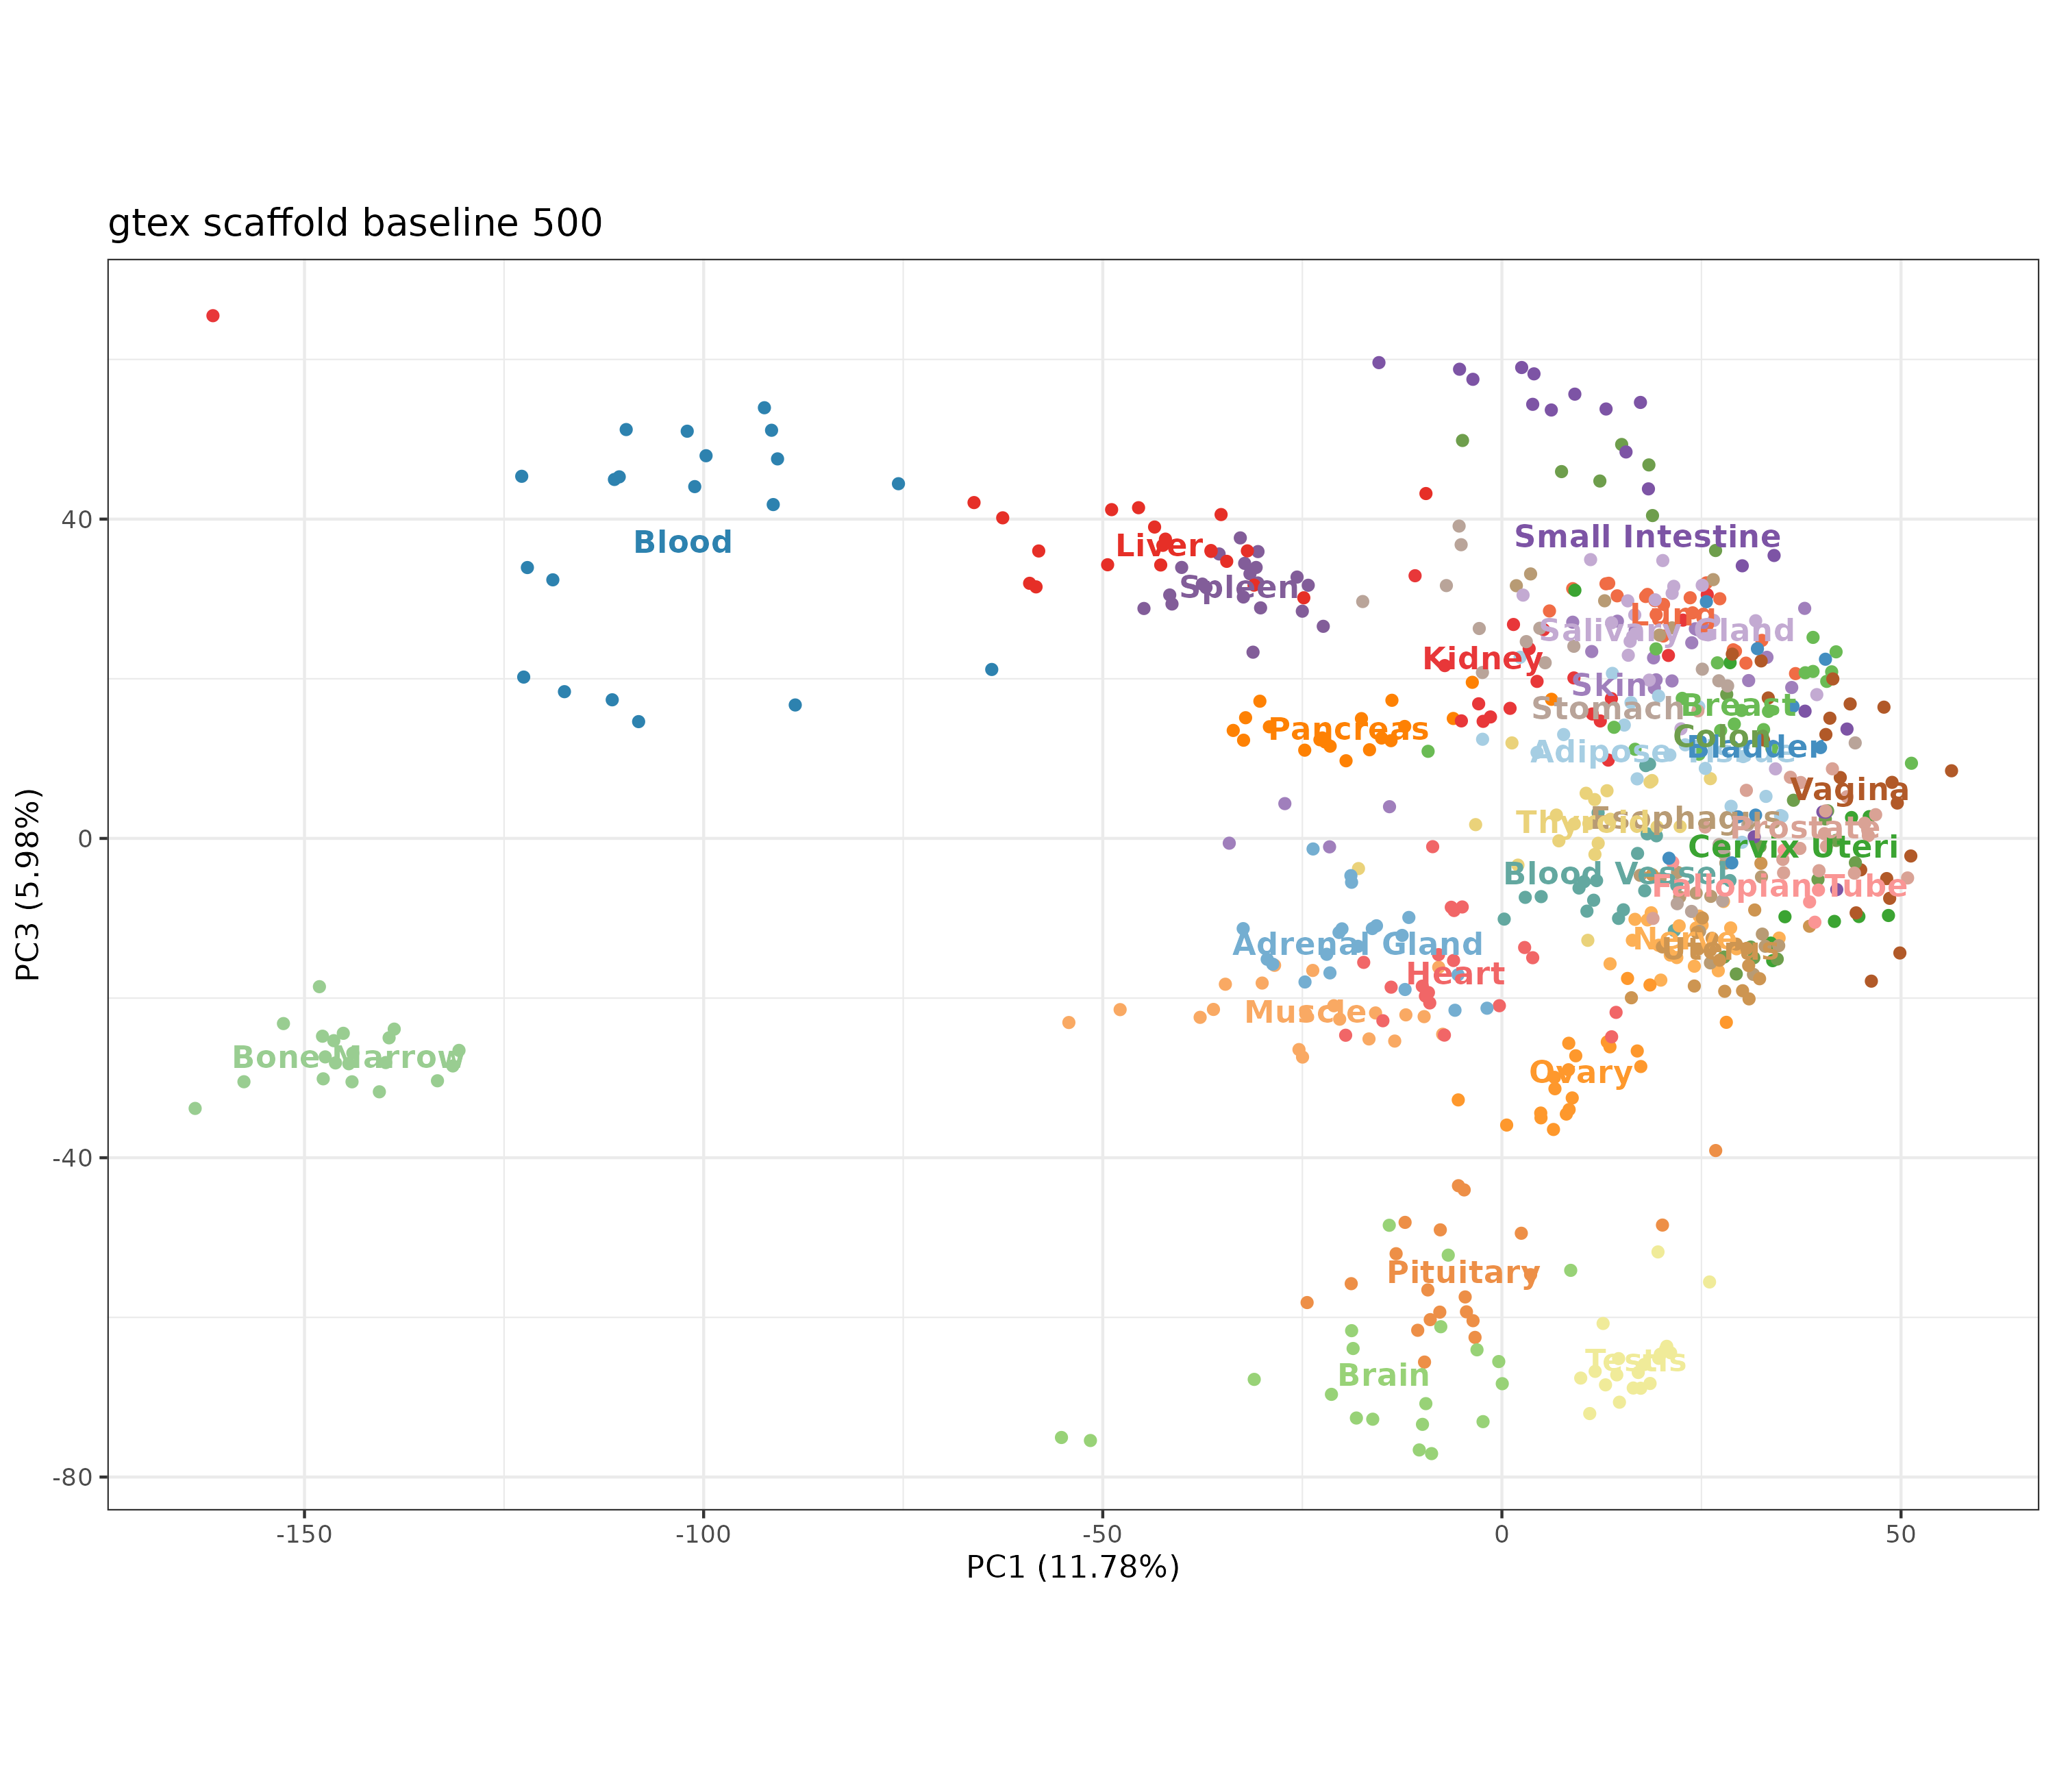 gtex scaffold baseline 500
40
0
-40
-80
PC3 (5.98%)
Blood
Liver
Small Intestine
Spleen
Lung
Salivary Gland
Kidney
Skin
Stomach
Breast
Pancreas
Colon
Bladder
Adipose Tissue
Vagina
Thyroid
Esophagus
Prostate
Cervix Uteri
Blood Vessel
Fallopian Tube
Adrenal Gland
Nerve
Uterus
Heart
Muscle
Bone Marrow
Ovary
Pituitary
Testis
Brain
-150
-100
-50
0
50
PC1 (11.78%)